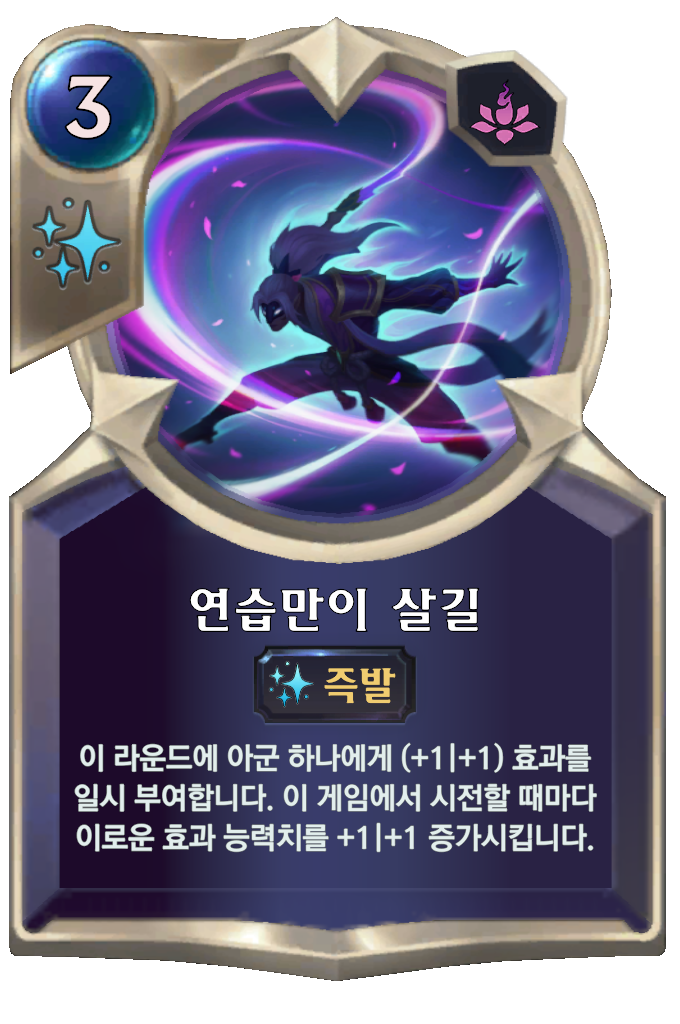 3
연습만이 살길
즉발
이 라운드에 아군 하나에게 (+1|+1) 효과를
일시 부여합니다. 이 게임에서 시전할 때마다
이로운 효과 능력치를 +1|+1 증가시킵니다.